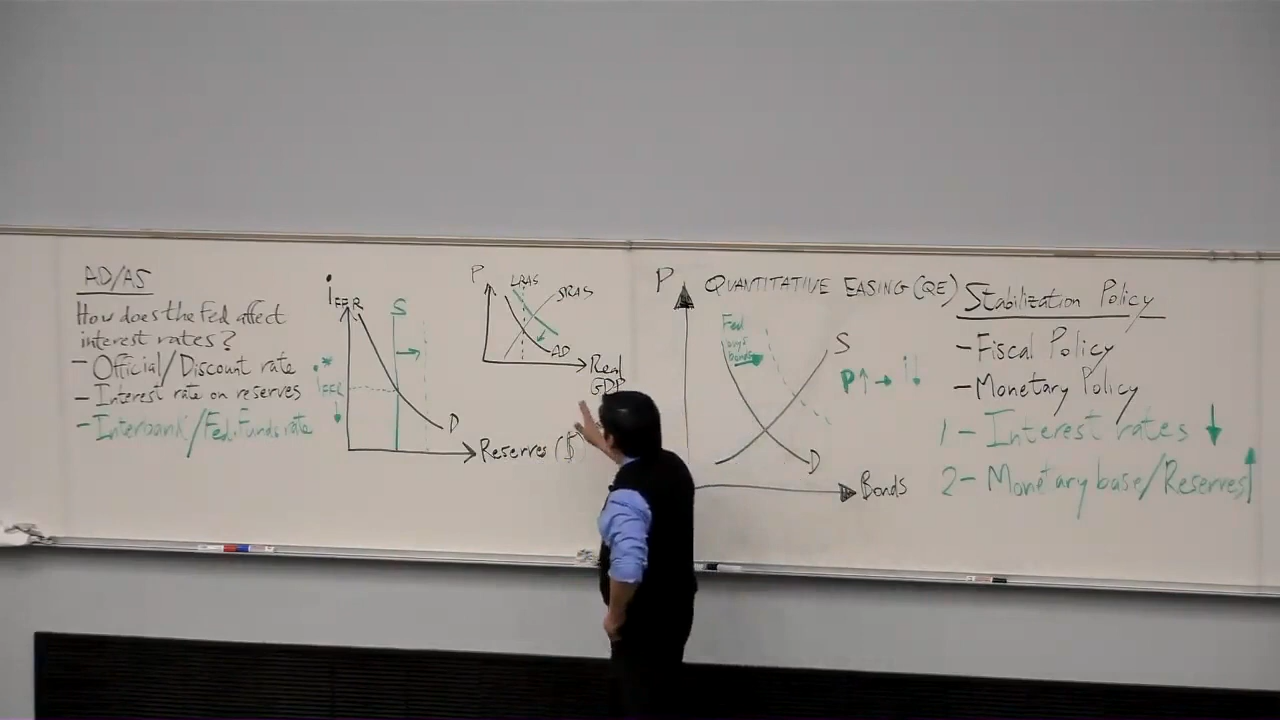 AD/AS
How does the Fed affect
interest rates?
- Official/Discount rate
- Interest rate on reserves
- Interbank/Fed. Funds rate
i FFR
S
i* FFR
D
Reserves ($
P
LRAS
SRAS
AD
Real
GDP
P
QUANTITATIVE EASING (QE)
Fed
buys
bonds
S
P↑ → i↓
D
Bonds
Stabilization Policy
- Fiscal Policy
- Monetary Policy
1 - Interest rates ↓
2 - Monetary base/Reserves ↑